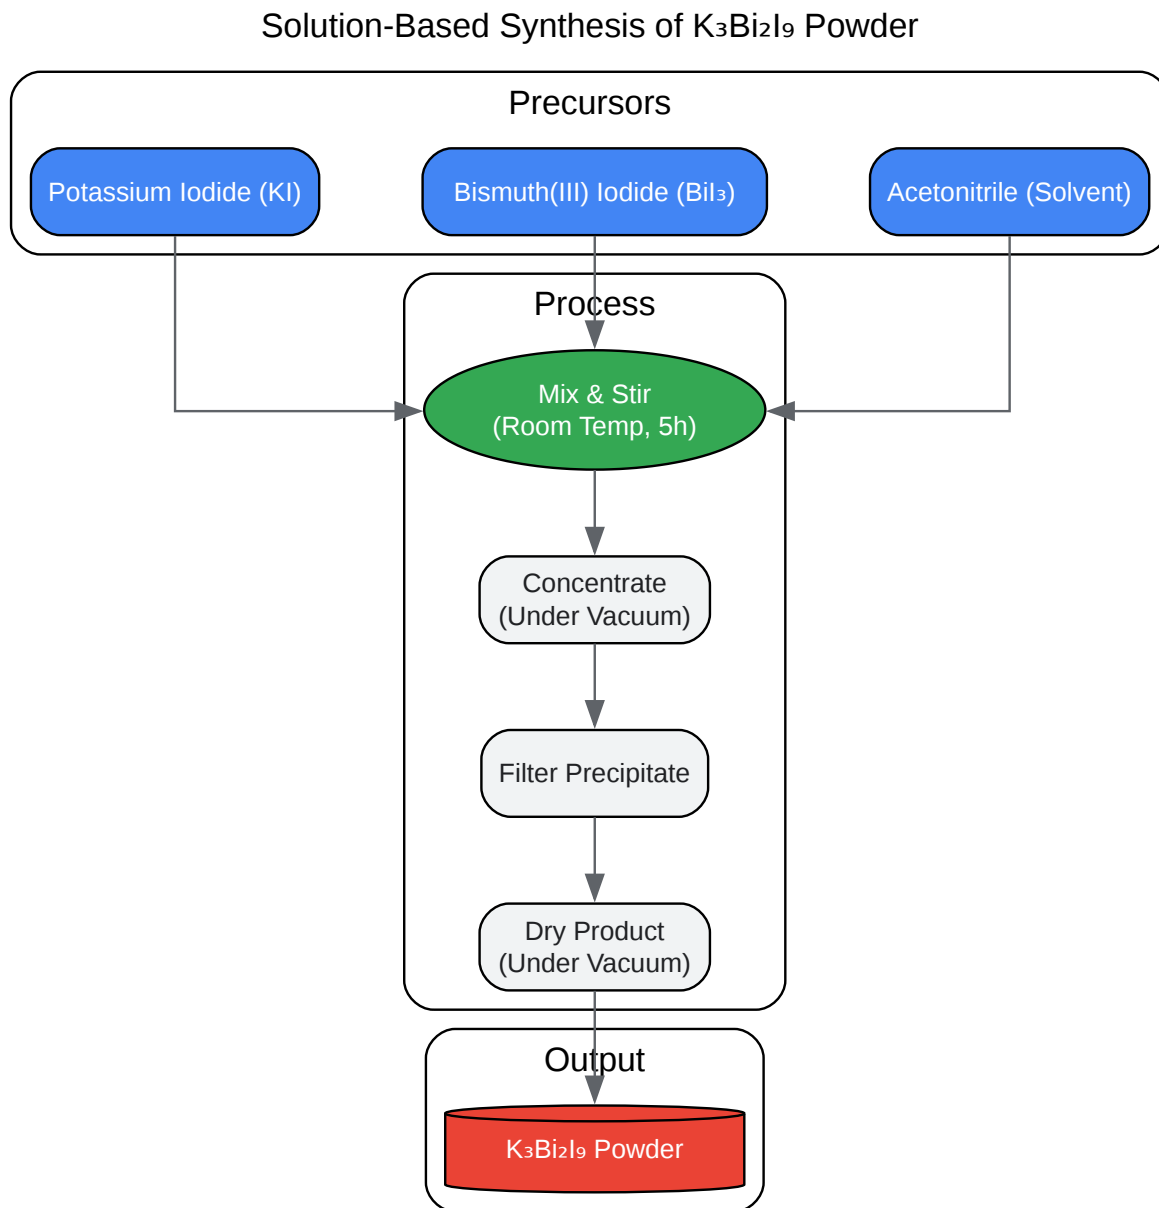 Solution-Based Synthesis of K₃Bi₂I₉ Powder
Precursors
Potassium Iodide (KI)
Bismuth(III) Iodide (BiI₃)
Acetonitrile (Solvent)
Process
Mix & Stir
(Room Temp, 5h)
Concentrate
(Under Vacuum)
Filter Precipitate
Dry Product
(Under Vacuum)
Output
K₃Bi₂I₉ Powder